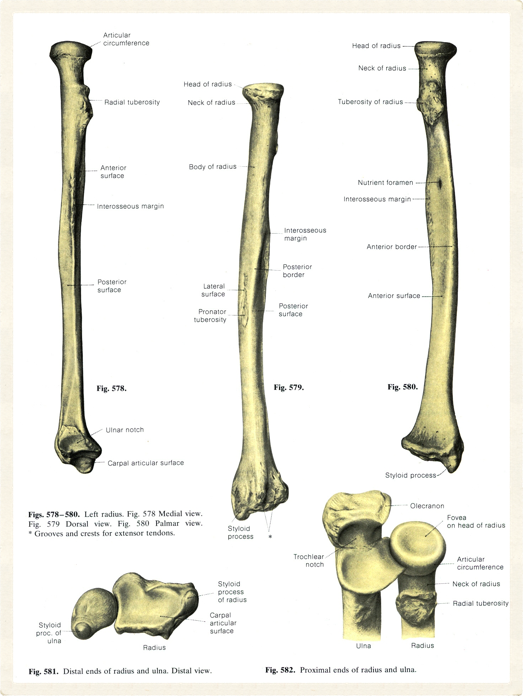 Articular
circumference
Radial tuberosity
Anterior
surface
Interosseous margin
Posterior
surface
Fig. 578.
Ulnar notch
Carpal articular surface
Head of radius
Neck of radius
Body of radius
Interosseous
margin
Posterior
border
Lateral
surface
Pronator
tuberosity
Posterior
surface
Fig. 579.
Styloid
process
*
Head of radius
Neck of radius
Tuberosity of radius
Nutrient foramen
Interosseous margin
Anterior border
Anterior surface
Fig. 580.
Styloid process
Figs. 578–580. Left radius. Fig. 578 Medial view.
Fig. 579 Dorsal view. Fig. 580 Palmar view.
* Grooves and crests for extensor tendons.
Styloid
proc. of
ulna
Styloid
process
of radius
Carpal
articular
surface
Radius
Fig. 581. Distal ends of radius and ulna. Distal view.
Olecranon
Fovea
on head of radius
Trochlear
notch
Articular
circumference
Neck of radius
Radial tuberosity
Ulna
Radius
Fig. 582. Proximal ends of radius and ulna.